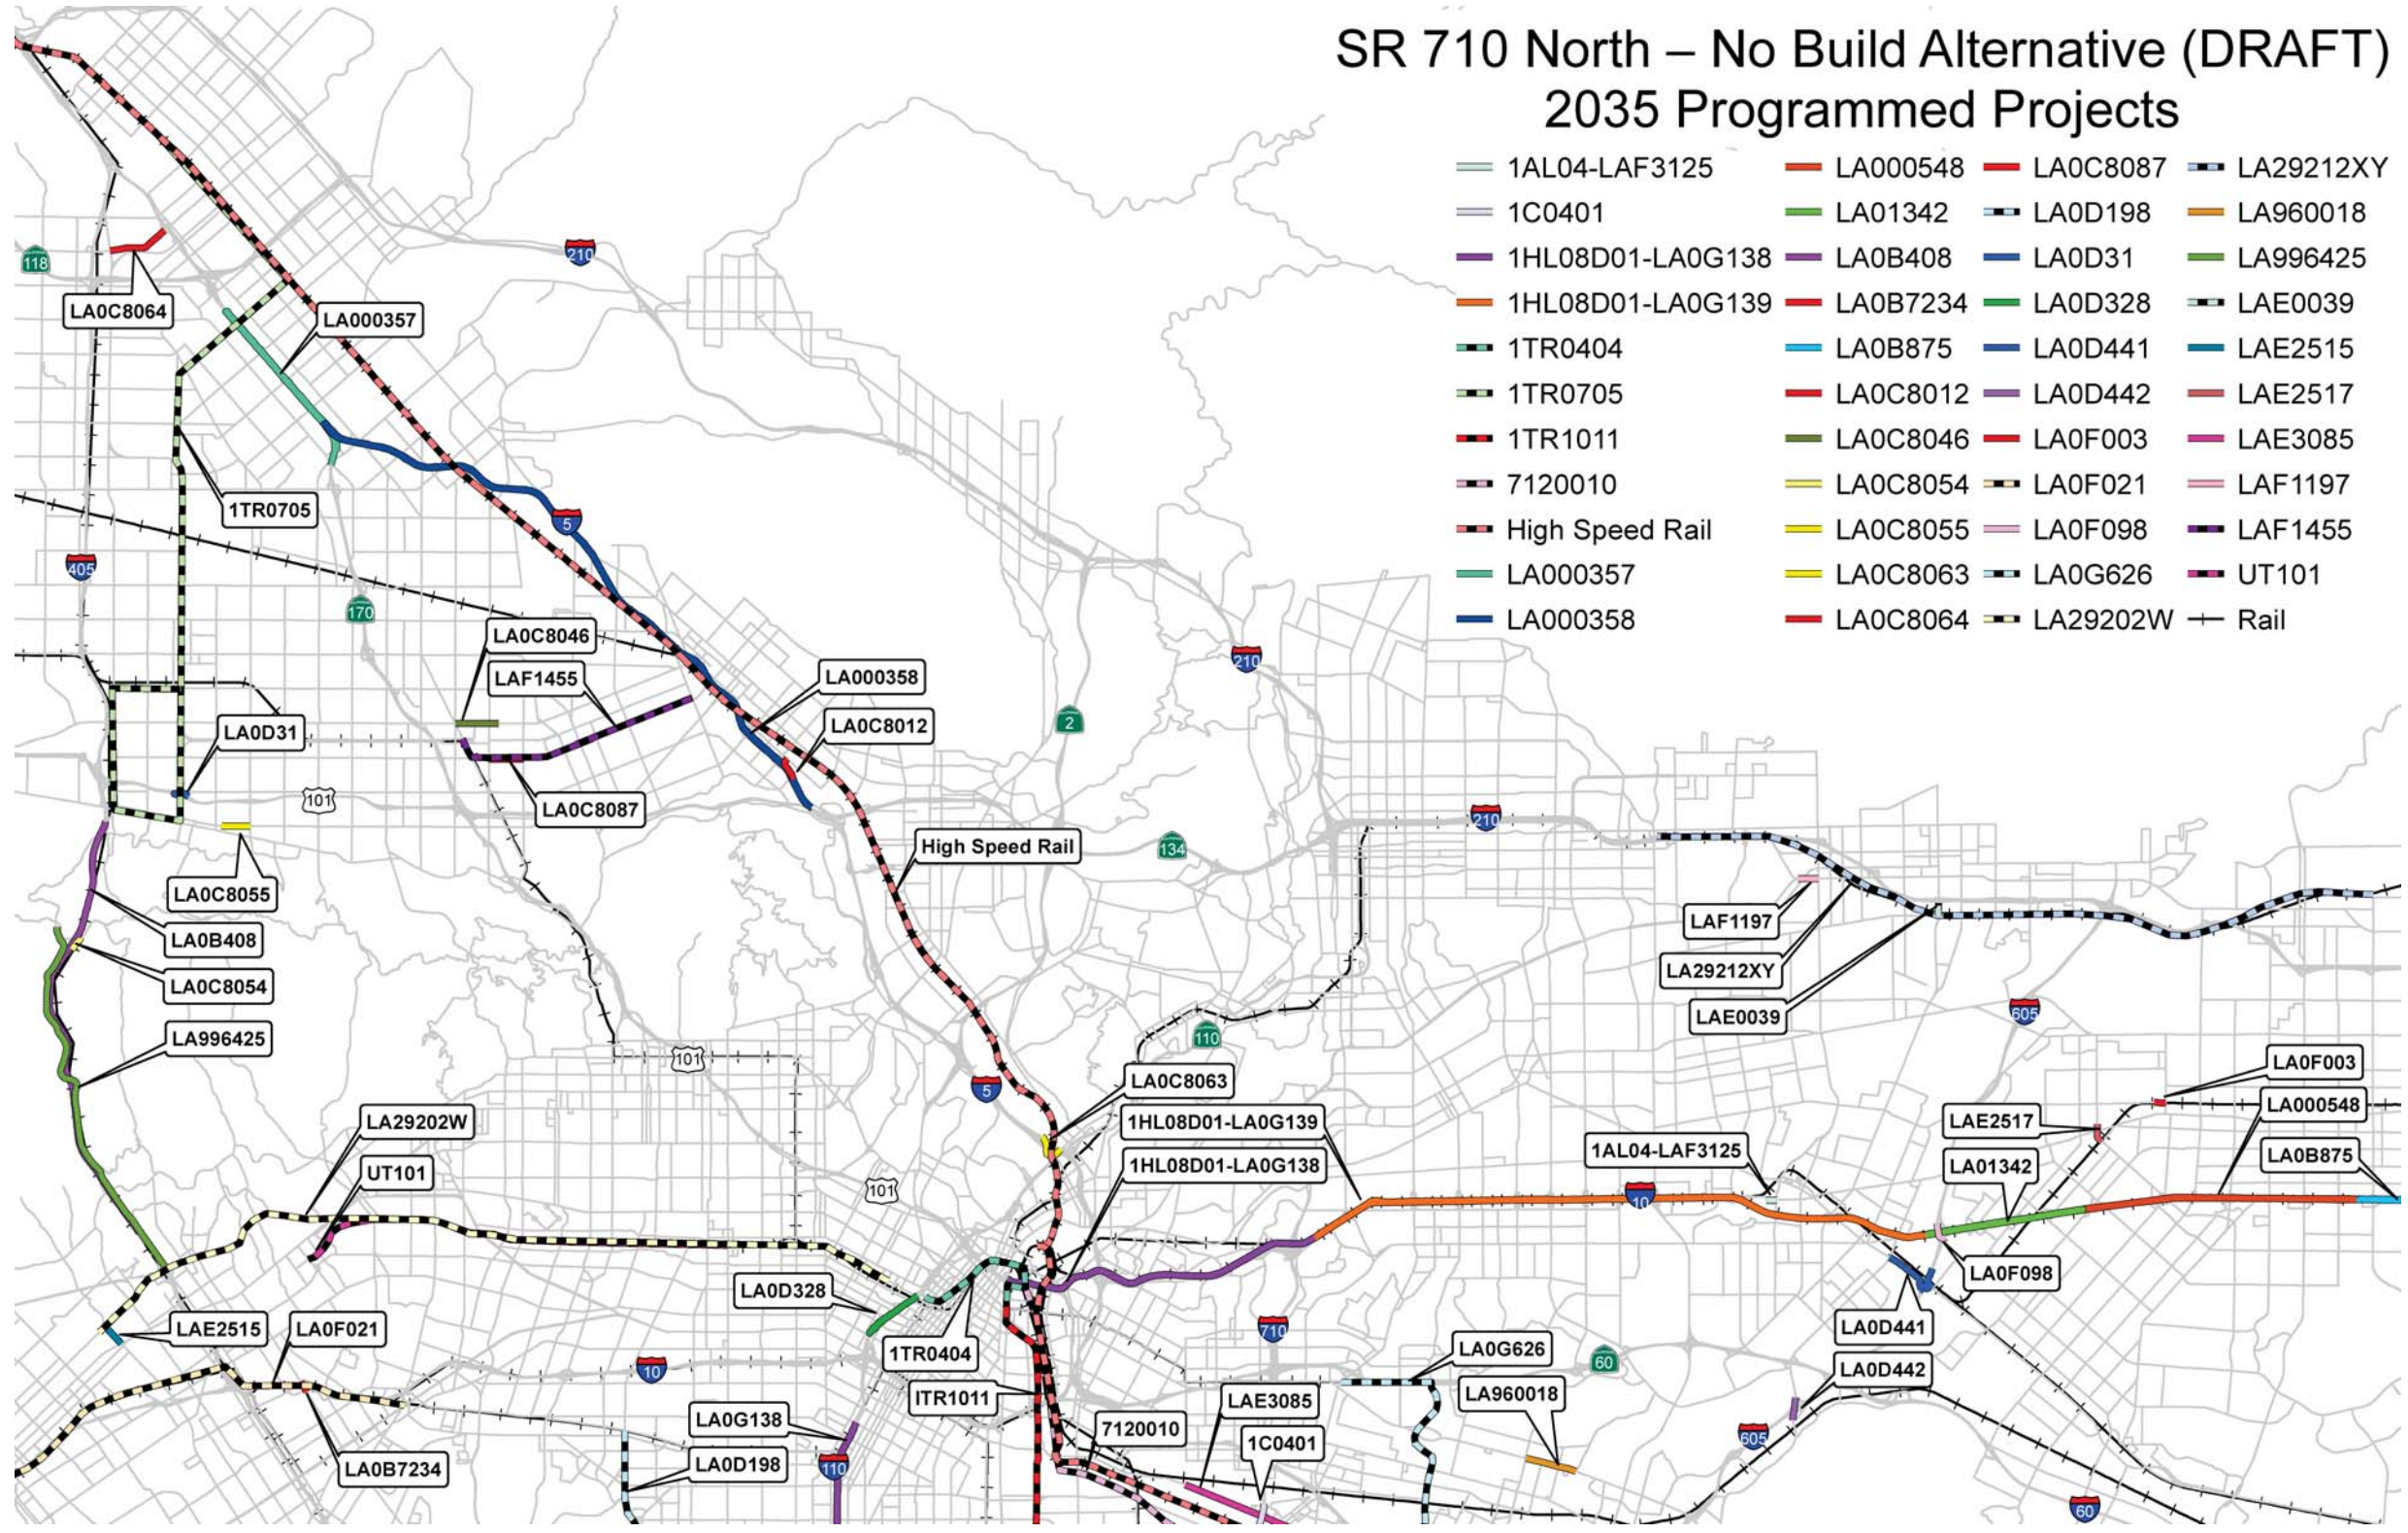 SR 710 North – No Build Alternative (DRAFT)
2035 Programmed Projects
1AL04-LAF3125
1C0401
1HL08D01-LA0G138
1HL08D01-LA0G139
1TR0404
1TR0705
1TR1011
7120010
High Speed Rail
LA000357
LA000358
LA000548
LA01342
LA0B408
LA0B7234
LA0B875
LA0C8012
LA0C8046
LA0C8054
LA0C8055
LA0C8063
LA0C8064
LA0C8087
LA0D198
LA0D31
LA0D328
LA0D441
LA0D442
LA0F003
LA0F021
LA0F098
LA0G626
LA29202W
LA29212XY
LA960018
LA996425
LAE0039
LAE2515
LAE2517
LAE3085
LAF1197
LAF1455
UT101
Rail
118
210
LA0C8064
LA000357
1TR0705
5
405
170
LA0C8046
LAF1455
LA000358
LA0C8012
210
2
LA0D31
101
LA0C8087
LA0C8055
High Speed Rail
134
210
LAF1197
LA0B408
LA0C8054
LA29212XY
LAE0039
605
LA996425
110
101
5
LA0C8063
LA0F003
LA000548
LA29202W
1HL08D01-LA0G139
LAE2517
UT101
1HL08D01-LA0G138
1AL04-LAF3125
LA01342
LA0B875
101
10
LA0F098
LA0D328
LAE2515
LA0F021
710
LA0D441
1TR0404
LA0G626
60
10
LA0D442
ITR1011
LAE3085
LA960018
LA0G138
7120010
1C0401
605
LA0D198
110
LA0B7234
60